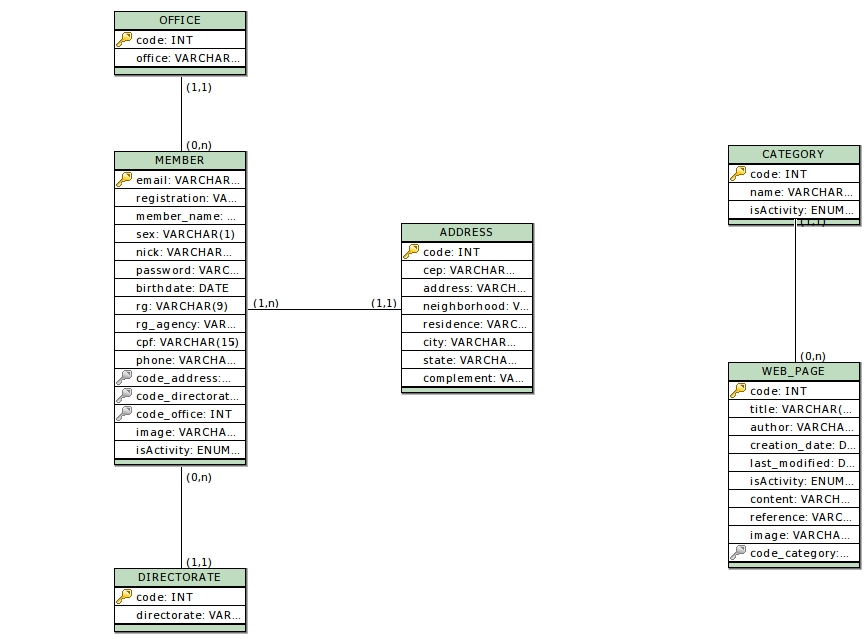 OFFICE
code: INT
office: VARCHAR...
(1,1)
(0,n)
MEMBER
email: VARCHAR...
registration: VA...
member_name: ...
sex: VARCHAR(1)
nick: VARCHAR...
password: VARC...
birthdate: DATE
rg: VARCHAR(9)
rg_agency: VAR...
cpf: VARCHAR(15)
phone: VARCHA...
code_address:...
code_directorat...
code_office: INT
image: VARCHA...
isActivity: ENUM...
(1,n)
(1,1)
ADDRESS
code: INT
cep: VARCHAR...
address: VARCH...
neighborhood: V...
residence: VARC...
city: VARCHAR...
state: VARCHA...
complement: VA...
(0,n)
(1,1)
DIRECTORATE
code: INT
directorate: VAR...
CATEGORY
code: INT
name: VARCHAR...
isActivity: ENUM...
(1,1)
(0,n)
WEB_PAGE
code: INT
title: VARCHAR(...
author: VARCHA...
creation_date: D...
last_modified: D...
isActivity: ENUM...
content: VARCH...
reference: VARC...
image: VARCHA...
code_category:...